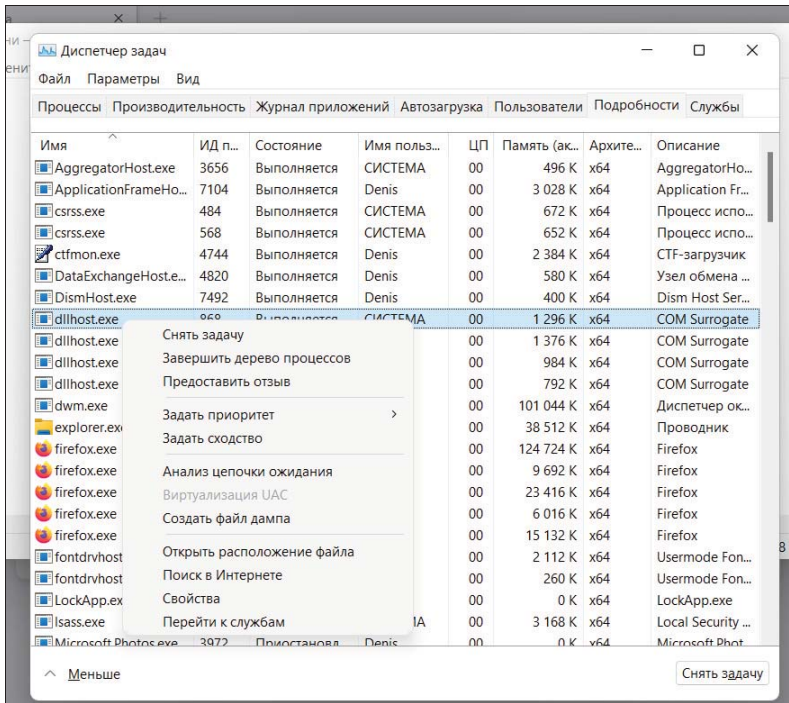 Диспетчер задач
Файл Параметры Вид
Процессы Производительность Журнал приложений Автозагрузка Пользователи Подробности Службы
Имя ИД п... Состояние Имя польз... ЦП Память (ак... Архите... Описание
AggregatorHost.exe 3656 Выполняется СИСТЕМА 00 496 K x64 AggregatorHo...
ApplicationFrameHo... 7104 Выполняется Denis 00 3 028 K x64 Application Fr...
csrss.exe 484 Выполняется СИСТЕМА 00 672 K x64 Процесс испо...
csrss.exe 568 Выполняется СИСТЕМА 00 652 K x64 Процесс испо...
ctfmon.exe 4744 Выполняется Denis 00 2 384 K x64 CTF-загрузчик
DataExchangeHost.e... 4820 Выполняется Denis 00 580 K x64 Узел обмена ...
DismHost.exe 7492 Выполняется Denis 00 400 K x64 Dism Host Ser...
dllhost.exe 868 Выполняется СИСТЕМА 00 1 296 K x64 COM Surrogate
dllhost.exe 00 1 376 K x64 COM Surrogate
dllhost.exe 00 984 K x64 COM Surrogate
dllhost.exe 00 792 K x64 COM Surrogate
dwm.exe 00 101 044 K x64 Диспетчер ок...
explorer.exe 00 38 512 K x64 Проводник
firefox.exe 00 124 724 K x64 Firefox
firefox.exe 00 9 692 K x64 Firefox
firefox.exe 00 23 416 K x64 Firefox
firefox.exe 00 6 016 K x64 Firefox
firefox.exe 00 15 132 K x64 Firefox
fontdrvhost 00 2 112 K x64 Usermode Fon...
fontdrvhost 00 260 K x64 Usermode Fon...
LockApp.ex 00 0 K x64 LockApp.exe
lsass.exe МА 00 3 168 K x64 Local Security ...
Microsoft.Photos.exe 3972 Приостановл... Denis 00 0 K x64 Microsoft Phot...
Снять задачу
Завершить дерево процессов
Предоставить отзыв
Задать приоритет
Задать сходство
Анализ цепочки ожидания
Виртуализация UAC
Создать файл дампа
Открыть расположение файла
Поиск в Интернете
Свойства
Перейти к службам
Меньше
Снять задачу